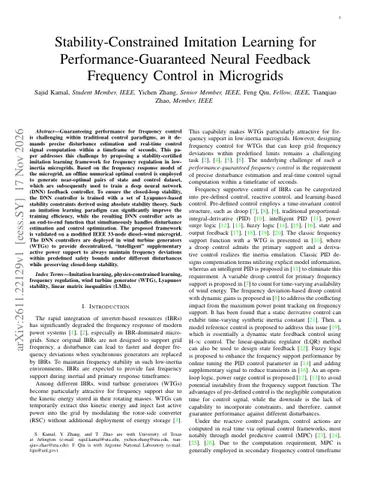 1
Stability-Constrained Imitation Learning for
Performance-Guaranteed Neural Feedback
Frequency Control in Microgrids
Sajid Kamal, Student Member, IEEE, Yichen Zhang, Senior Member, IEEE, Feng Qiu, Fellow, IEEE, Tianqiao
Zhao, Member, IEEE
arXiv:2611.22129v1 [eess.SY] 17 Nov 2026
Abstract—Guaranteeing performance for frequency control
is challenging within traditional control paradigms, as it de-
mands precise disturbance estimation and real-time control
signal computation within a timeframe of seconds. This pa-
per addresses this challenge by proposing a stability-certified
imitation learning framework for frequency regulation in low-
inertia microgrids. Based on the frequency response model of
the microgrid, an offline numerical optimal control is employed
to generate near-optimal pairs of state and control dataset,
which are subsequently used to train a deep neural network
(DNN) feedback controller. To ensure the closed-loop stability,
the DNN controller is trained with a set of Lyapunov-based
stability constraints derived using absolute stability theory. Such
an imitation learning paradigm can significantly improve the
training efficiency, while the resulting DNN controller acts as
an end-to-end function that simultaneously handles disturbance
estimation and control optimization. The proposed framework
is validated on a modified IEEE 33-node diesel-wind microgrid.
The DNN controllers are deployed in wind turbine generators
(WTGs) to provide decentralized, "intelligent" supplementary
active power support to always maintain frequency deviations
within predefined safety bounds under different disturbances
while preserving closed-loop stability.
Index Terms—Imitation learning, physics-constrained learning,
frequency regulation, wind turbine generator (WTG), Lyapunov
stability, linear matrix inequalities (LMIs).
I. INTRODUCTION
The rapid integration of inverter-based resources (IBRs)
has significantly degraded the frequency response of modern
power systems [1], [2], especially in IBR-dominated micro-
grids. Since original IBRs are not designed to support grid
frequency, a disturbance can lead to faster and deeper fre-
quency deviations when synchronous generators are replaced
by IBRs. To maintain frequency stability in such low-inertia
environments, IBRs are expected to provide fast frequency
support during inertial and primary response timeframes.
Among different IBRs, wind turbine generators (WTGs)
become particularly attractive for frequency support due to
the kinetic energy stored in their rotating masses. WTGs can
temporarily extract this kinetic energy and inject fast active
power into the grid by modulating the rotor-side converter
(RSC) without additional deployment of energy storage [3].
S. Kamal, Y. Zhang, and T. Zhao are with University of Texas
at Arlington
F. Qiu is with Argonne National Laboratory
This capability makes WTGs particularly attractive for fre-
quency support in low-inertia microgrids. However, designing
frequency control for WTGs that can keep grid frequency
deviations within predefined limits remains a challenging
task [2], [4], [5], [6]. The underlying challenge of such a
performance-guaranteed frequency control is the requirement
of precise disturbance estimation and real-time control signal
computation within a timeframe of seconds.
Frequency supportive control of IBRs can be categorized
into pre-defined control, reactive control, and learning-based
control. Pre-defined control employs a time-invariant control
structure, such as droop [7], [8], [9], traditional proportional-
integral-derivative (PID) [10], intelligent PID [11], power
surge [12], [13], fuzzy logic [14], [15], [16], state and
output feedback [17], [18], [19], [20]. The classic frequency
support function with a WTG is presented in [10], where
a droop control admits the primary support and a deriva-
tive control realizes the inertia emulation. Classic PID de-
signs compensation terms utilizing explicit model information,
whereas an intelligent PID is proposed in [11] to eliminate this
requirement. A variable droop control for primary frequency
support is proposed in [7] to count for time-varying availability
of wind energy. The frequency deviation-based droop control
with dynamic gains is proposed in [8] to address the conflicting
impact from the maximum power point tracking on frequency
support. It has been found that a static derivative control can
exhibit time-varying synthetic inertia constant [21]. Then, a
model reference control is proposed to address this issue [19],
which is essentially a dynamic state feedback control using
H-∞ control. The linear-quadratic regulator (LQR) method
can also be used to design state feedback [22]. Fuzzy logic
is proposed to enhance the frequency support performance by
online tuning the PID control parameter in [14] and adding
supplementary signal to reduce transients in [16]. As an open-
loop logic, power surge control is proposed [12], [13] to avoid
potential instability from the frequency support function. The
advantages of pre-defined control is the negligible computation
time for control signal, while the downside is the lack of
capability to incorporate constraints, and therefore, cannot
guarantee performance against different disturbances.
Under the reactive control paradigm, control actions are
computed in real time via optimal control frameworks, most
notably through model predictive control (MPC) [23], [24],
[25], [26]. Due to the computation requirement, MPC is
generally employed in secondary frequency control timeframe